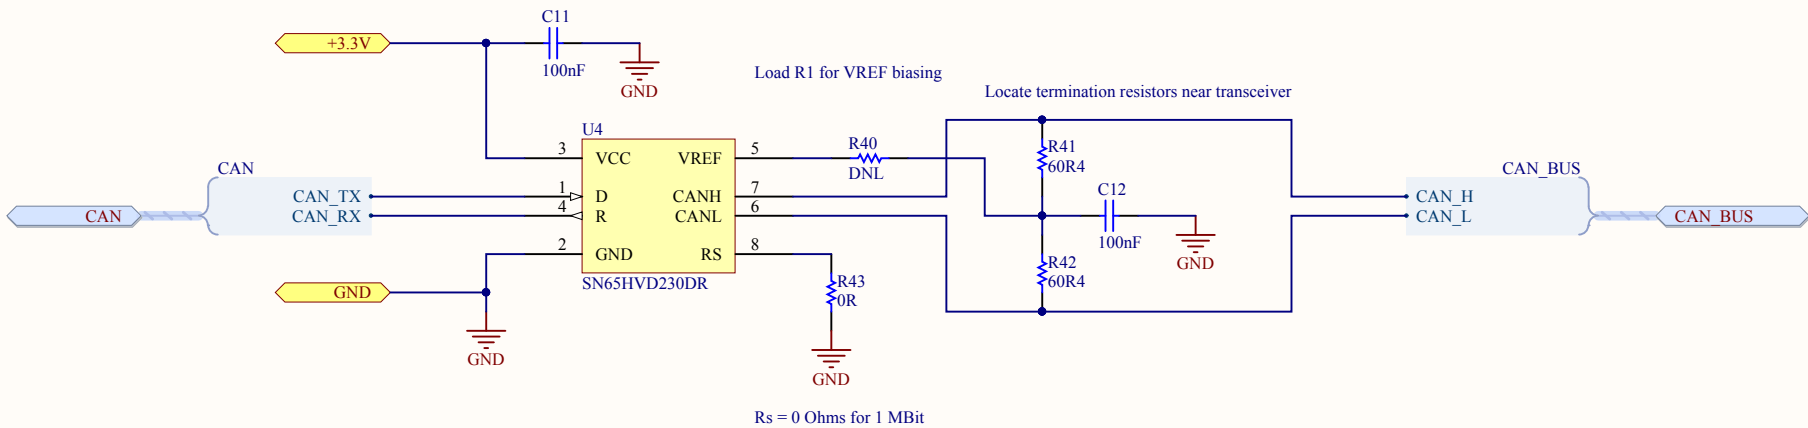 C11
+3.3V
100nF
GND
Load R1 for VREF biasing
Locate termination resistors near transceiver
U4
3 VCC VREF 5
R40
DNL
R41
60R4
CAN
CAN_BUS
CAN_TX 1 D CANH 7
C12
CAN_H
CAN CAN_RX 4 R CANL 6
CAN_L CAN_BUS
100nF
GND
2 GND RS 8
R42
60R4
SN65HVD230DR
R43
0R
GND
GND
GND
Rs = 0 Ohms for 1 MBit